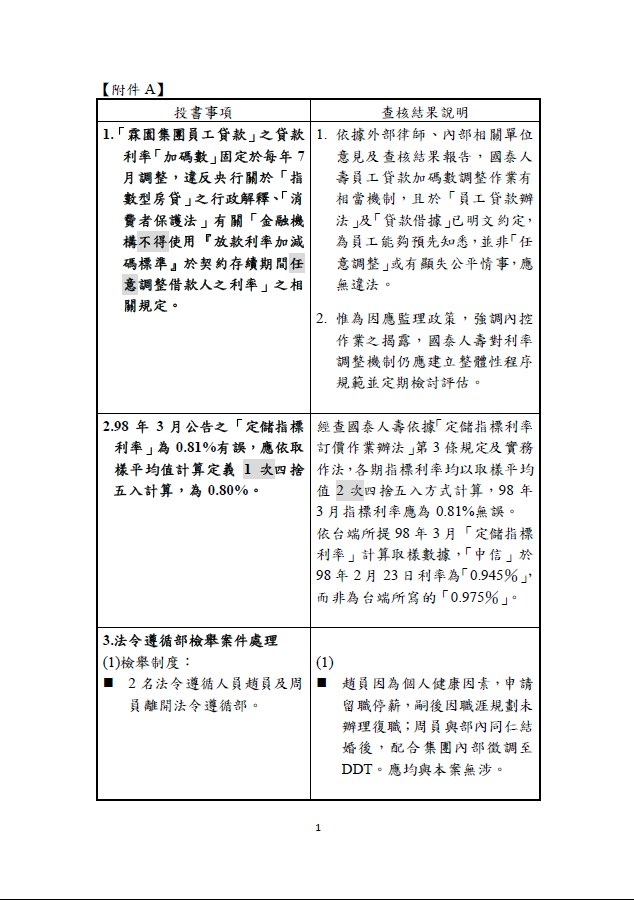 【附件 A】
投書事項
查核結果說明
1.「霖園集團員工貸款」之貸款
利率「加碼數」固定於每年 7
月調整，違反央行關於「指
數型房貸」之行政解釋、「消
費者保護法」有關「金融機
構不得使用『放款利率加減
碼標準』於契約存續期間任
意調整借款人之利率」之相
關規定。
1. 依據外部律師、內部相關單位
意見及查核結果報告，國泰人
壽員工貸款加碼數調整作業有
相當機制，且於「員工貸款辦
法」及「貸款借據」已明文約定，
為員工能夠預先知悉，並非「任
意調整」或有顯失公平情事，應
無違法。
2. 惟為因應監理政策，強調內控
作業之揭露，國泰人壽對利率
調整機制仍應建立整體性程序
規範並定期檢討評估。
2.98 年 3 月公告之「定儲指標
利率」為 0.81%有誤，應依取
樣平均值計算定義 1 次四捨
五入計算，為 0.80%。
經查國泰人壽依據「定儲指標利率
訂價作業辦法」第 3 條規定及實務
作法，各期指標利率均以取樣平均
值 2 次四捨五入方式計算，98 年
3 月指標利率應為 0.81%無誤。
依台端所提 98 年 3 月「定儲指標
利率」計算取樣數據，「中信」於
98 年 2 月 23 日利率為「0.945％」，
而非為台端所寫的「0.975％」。
3.法令遵循部檢舉案件處理
(1)檢舉制度：
■ 2 名法令遵循人員趙員及周
員離開法令遵循部。
(1)
■ 趙員因為個人健康因素，申請
留職停薪，嗣後因職涯規劃未
辦理復職；周員與部內同仁結
婚後，配合集團內部徵調至
DDT。應均與本案無涉。
1